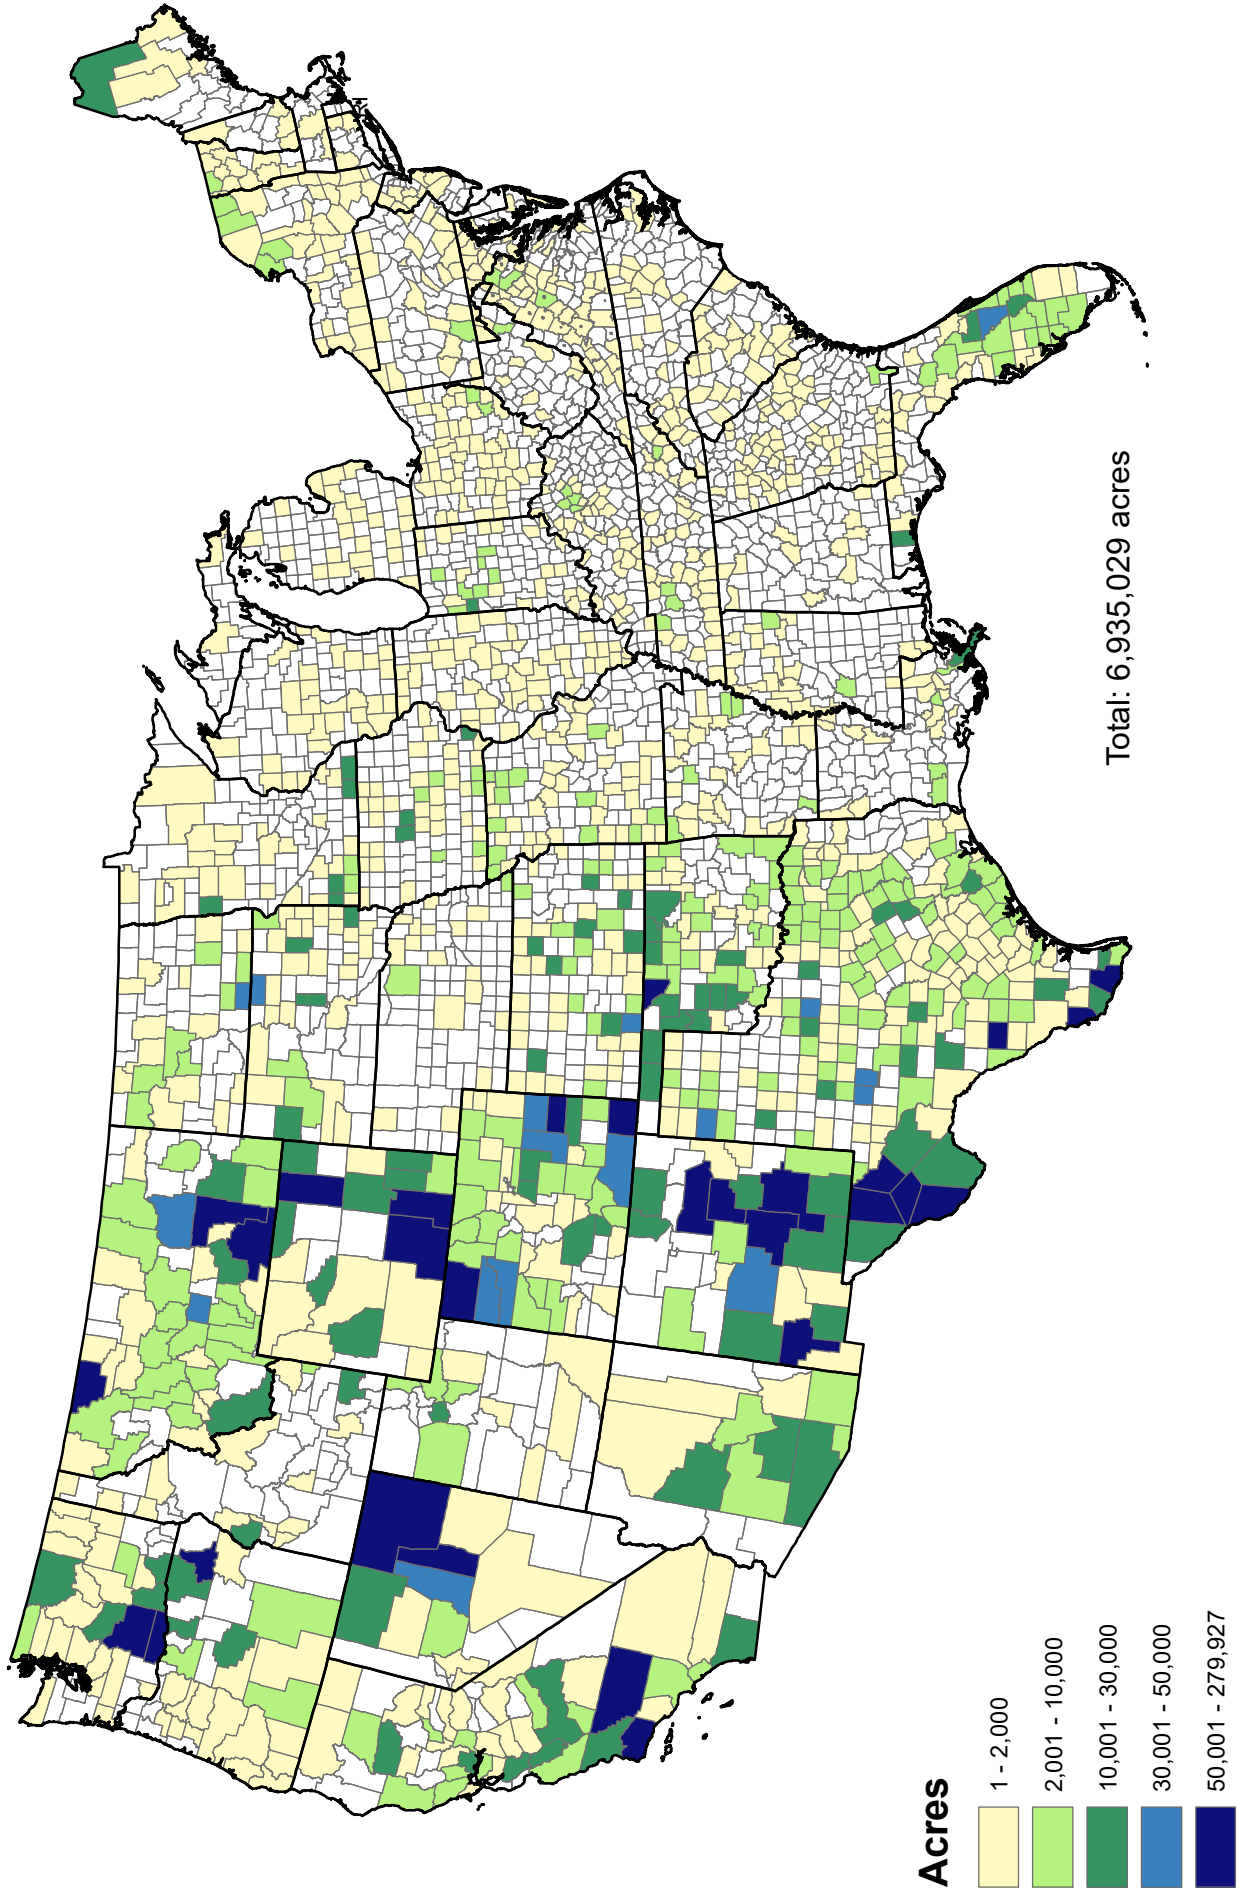 Total: 6,935,029 acres
Acres
1 - 2,000
2,001 - 10,000
10,001 - 30,000
30,001 - 50,000
50,001 - 279,927